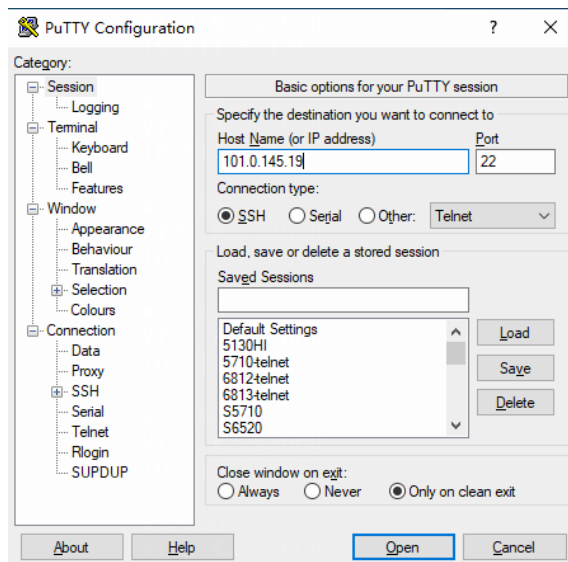 PuTTY Configuration
?
Category:
Session
Logging
Terminal
Keyboard
Bell
Features
Window
Appearance
Behaviour
Translation
Selection
Colours
Connection
Data
Proxy
SSH
Serial
Telnet
Rlogin
SUPDUP
Basic options for your PuTTY session
Specify the destination you want to connect to
Host Name (or IP address) Port
101.0.145.19 22
Connection type:
SSH Serial Other: Telnet
Load, save or delete a stored session
Saved Sessions
Default Settings
5130HI
5710-telnet
6812-telnet
6813-telnet
S5710
S6520
Load
Save
Delete
Close window on exit:
Always Never Only on clean exit
About Help Open Cancel